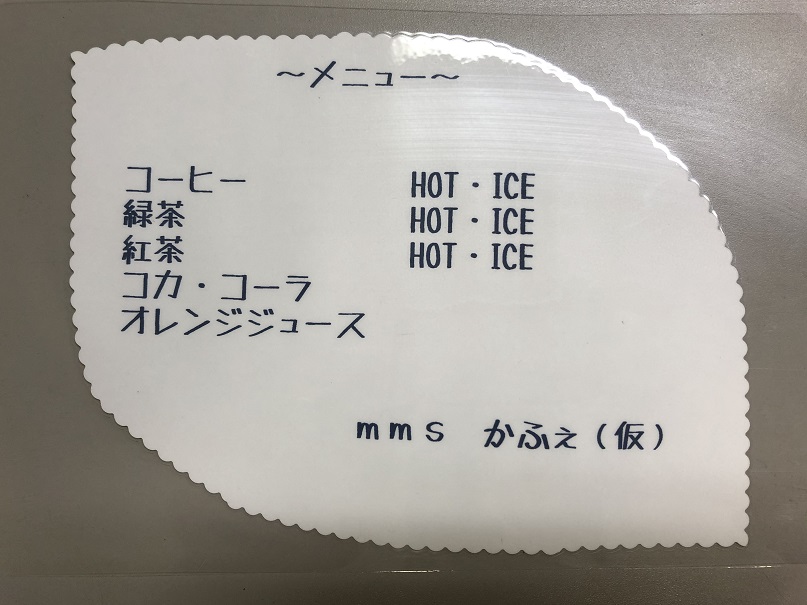 ～メニュー～
コーヒー HOT・ICE
緑茶 HOT・ICE
紅茶 HOT・ICE
コカ・コーラ
オレンジジュース
ｍｍｓ　かふぇ（仮）